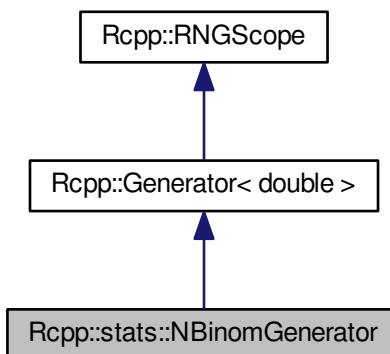 Rcpp::RNGScope
Rcpp::Generator< double >
Rcpp::stats::NBinomGenerator